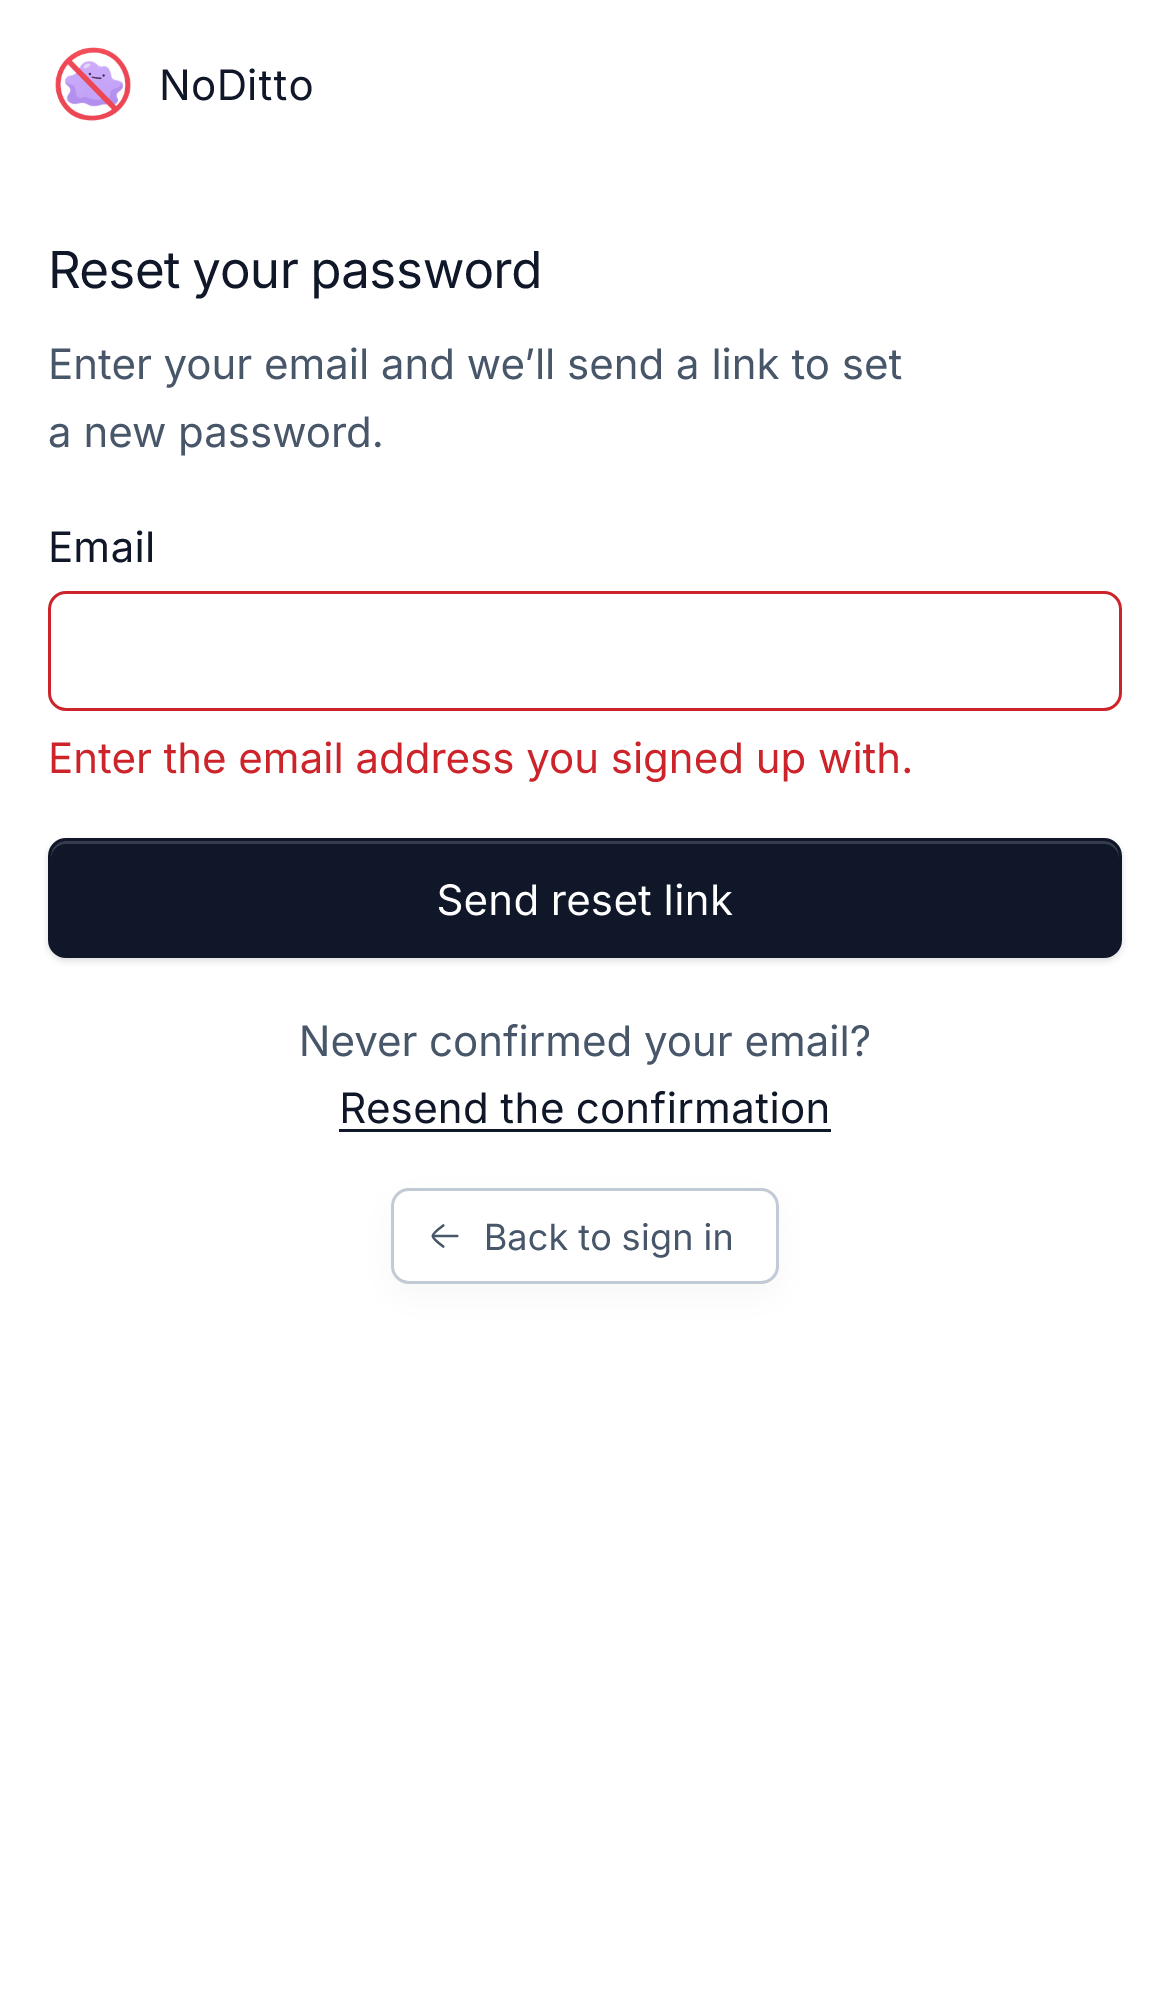 NoDitto
Reset your password
Enter your email and we’ll send a link to set
a new password.
Email
Enter the email address you signed up with.
Send reset link
Never confirmed your email?
Resend the confirmation
← Back to sign in